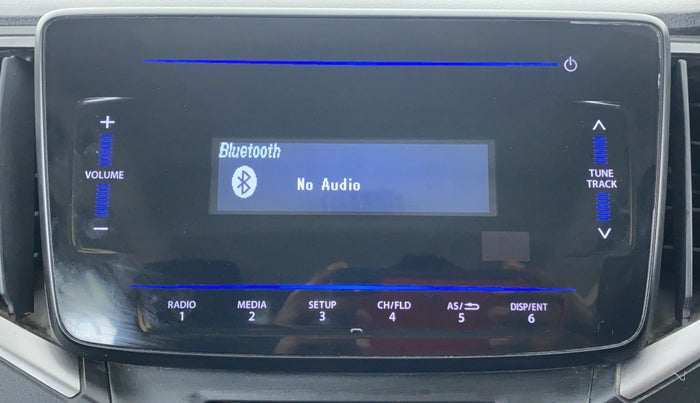 Bluetooth
No Audio
+
VOLUME
−
TUNE
TRACK
RADIO MEDIA SETUP CH/FLD AS/ DISP/ENT
1 2 3 4 5 6